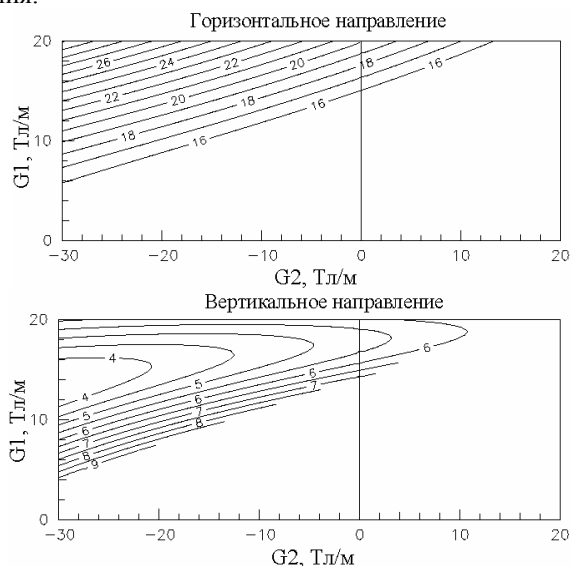 ния:
Горизонтальное направление
20
26 24 22 20 18 16
22 20 18 16
18 16
10
0
G1, Тл/м
−30 −20 −10 0 10 20
G2, Тл/м
Вертикальное направление
20
4 5 6
4 5 6 7
6 7 8
7 8 9
10
0
G1, Тл/м
−30 −20 −10 0 10 20
G2, Тл/м